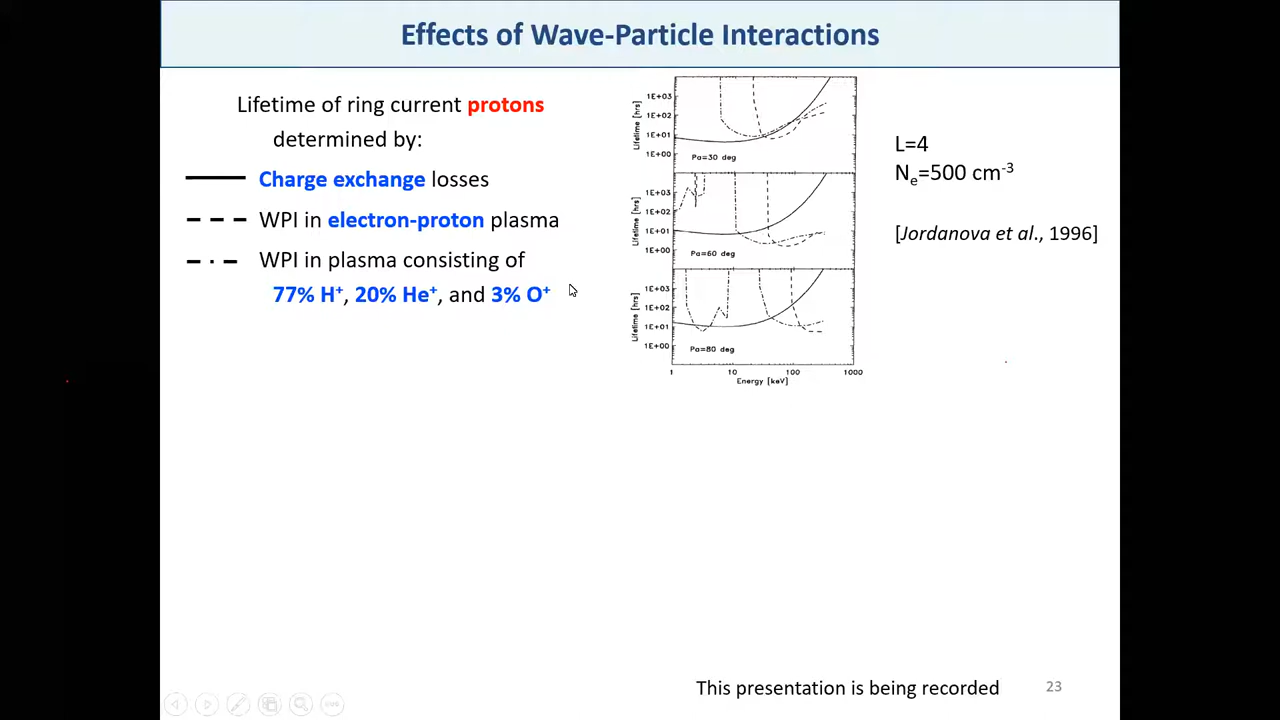 Effects of Wave-Particle Interactions
Lifetime of ring current protons
determined by:
Charge exchange losses
WPI in electron-proton plasma
WPI in plasma consisting of
77% H⁺, 20% He⁺, and 3% O⁺
Lifetime [hrs]
1E+03
1E+02
1E+01
1E+00
Pa=30 deg
Lifetime [hrs]
1E+03
1E+02
1E+01
1E+00
Pa=60 deg
Lifetime [hrs]
1E+03
1E+02
1E+01
1E+00
Pa=80 deg
1 10 100 1000
Energy [keV]
L=4
Nₑ=500 cm⁻³
[Jordanova et al., 1996]
This presentation is being recorded
23